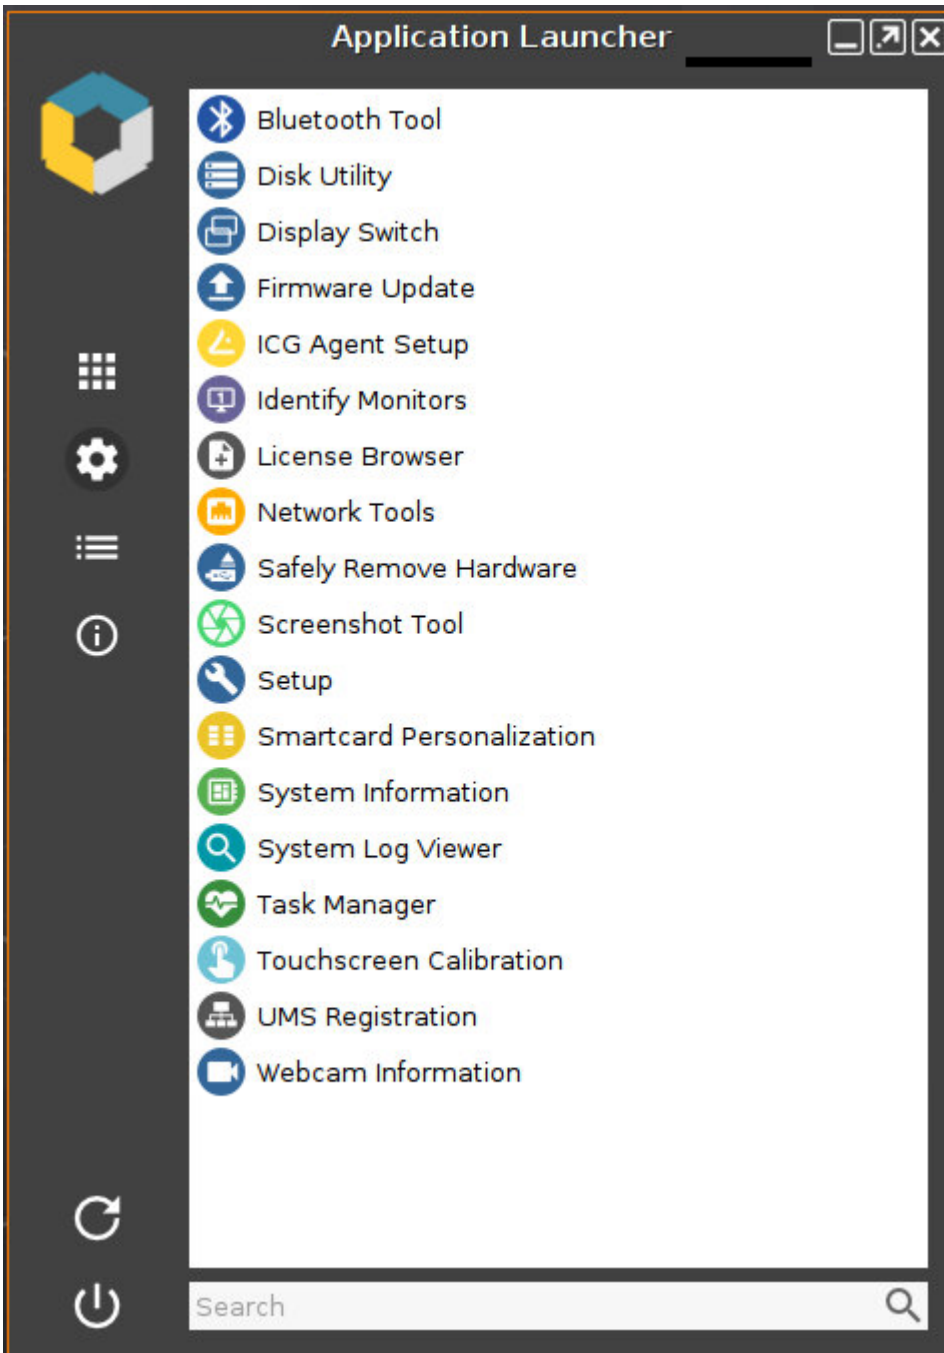 Application Launcher
Bluetooth Tool
Disk Utility
Display Switch
Firmware Update
ICG Agent Setup
Identify Monitors
License Browser
Network Tools
Safely Remove Hardware
Screenshot Tool
Setup
Smartcard Personalization
System Information
System Log Viewer
Task Manager
Touchscreen Calibration
UMS Registration
Webcam Information
Search